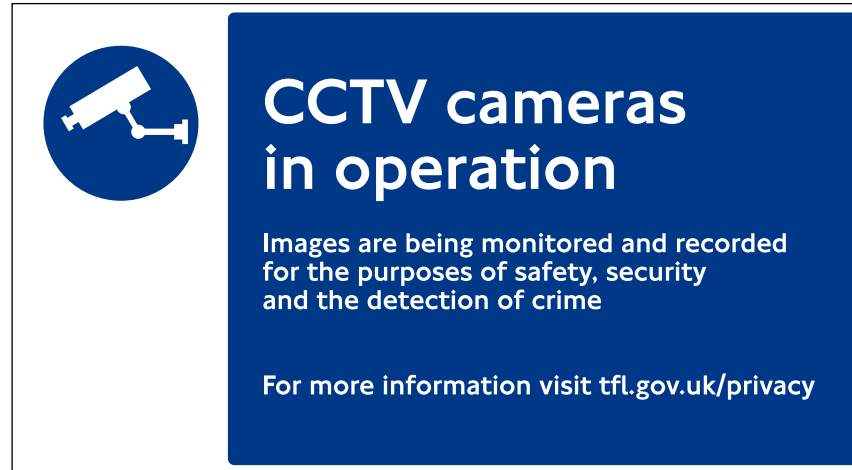 CCTV cameras
in operation
Images are being monitored and recorded
for the purposes of safety, security
and the detection of crime
For more information visit tfl.gov.uk/privacy